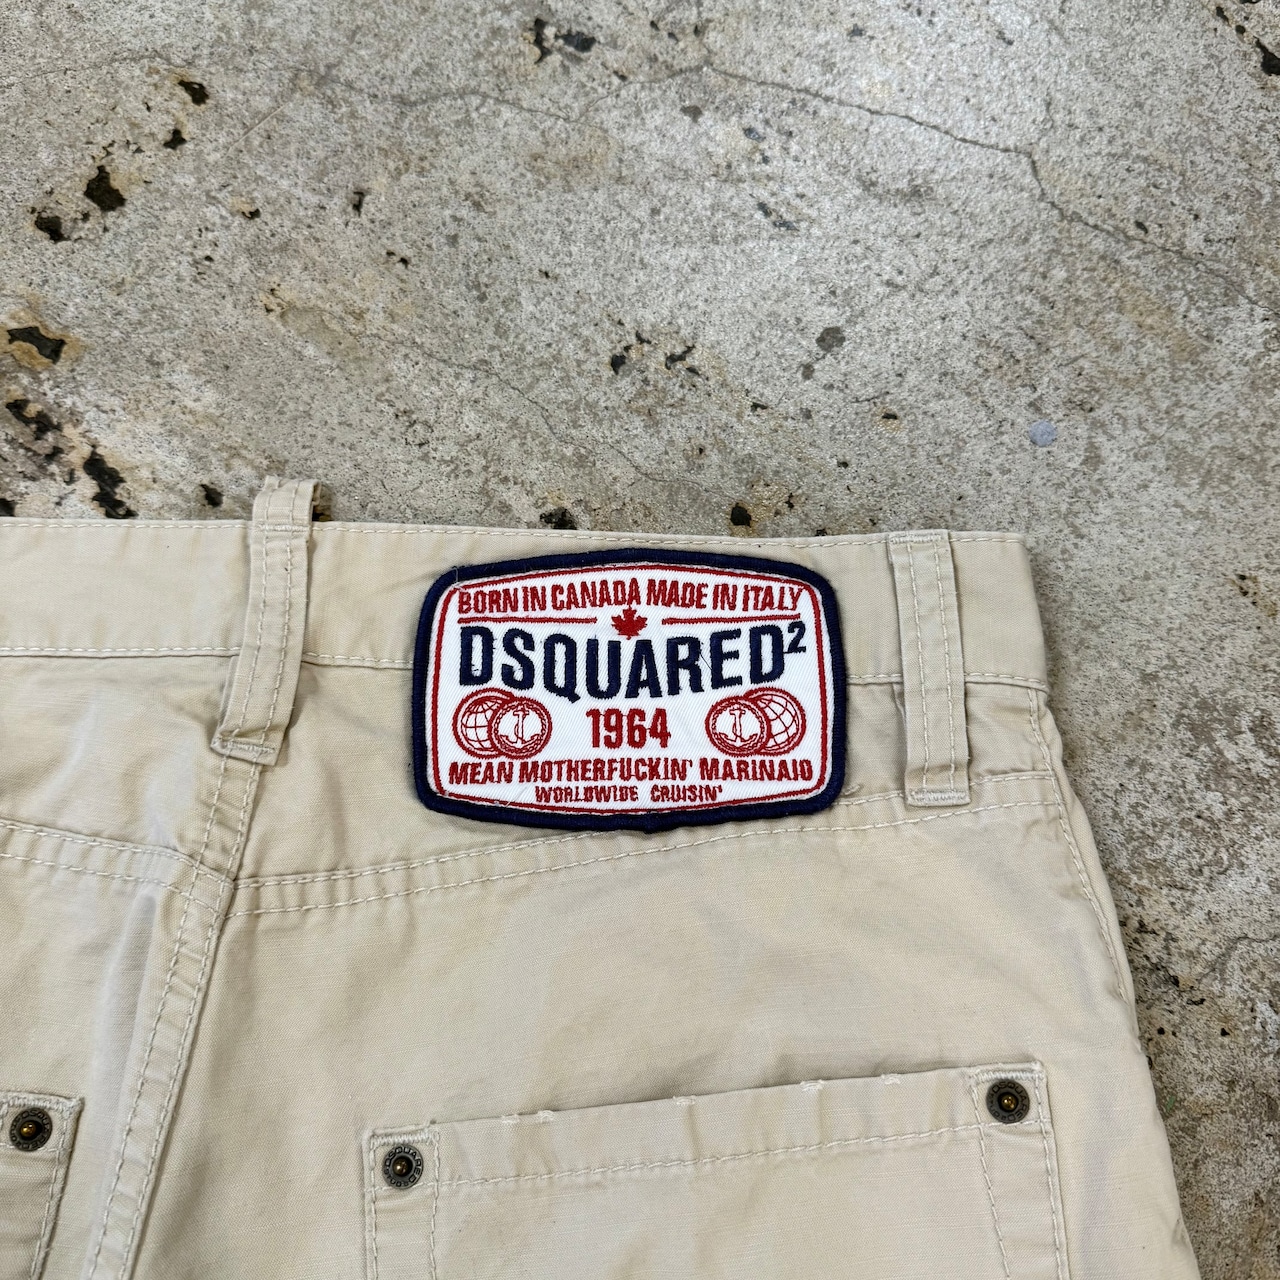 BORN IN CANADA MADE IN ITALY
DSQUARED²
1964
MEAN MOTHERFUCKIN' MARINAIO
WORLDWIDE CRUISIN'